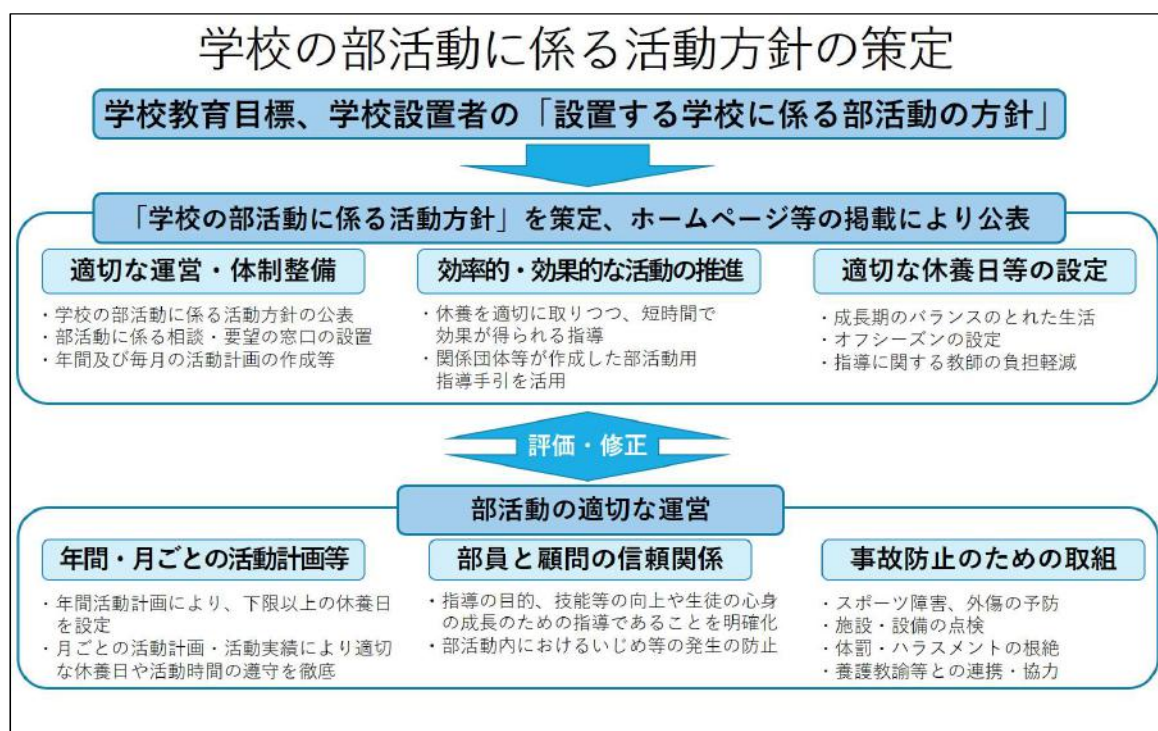 学校の部活動に係る活動方針の策定
学校教育目標、学校設置者の「設置する学校に係る部活動の方針」
「学校の部活動に係る活動方針」を策定、ホームページ等の掲載により公表
適切な運営・体制整備
・学校の部活動に係る活動方針の公表
・部活動に係る相談・要望の窓口の設置
・年間及び毎月の活動計画の作成等
効率的・効果的な活動の推進
・休養を適切に取りつつ、短時間で
効果が得られる指導
・関係団体等が作成した部活動用
指導手引を活用
適切な休養日等の設定
・成長期のバランスのとれた生活
・オフシーズンの設定
・指導に関する教師の負担軽減
評価・修正
部活動の適切な運営
年間・月ごとの活動計画等
・年間活動計画により、下限以上の休養日
を設定
・月ごとの活動計画・活動実績により適切
な休養日や活動時間の遵守を徹底
部員と顧問の信頼関係
・指導の目的、技能等の向上や生徒の心身
の成長のための指導であることを明確化
・部活動内におけるいじめ等の発生の防止
事故防止のための取組
・スポーツ障害、外傷の予防
・施設・設備の点検
・体罰・ハラスメントの根絶
・養護教諭等との連携・協力